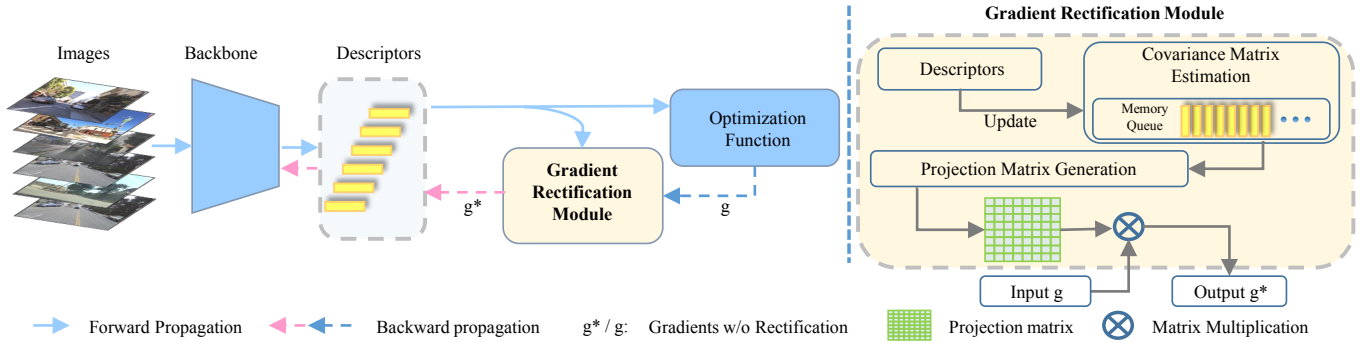 Gradient Rectification Module
Images
Backbone
Descriptors
Optimization
Function
Gradient
Rectification
Module
g*
g
Descriptors
Covariance Matrix
Estimation
Memory
Queue
Update
Projection Matrix Generation
Input g
Output g*
Forward Propagation
Backward propagation
g* / g:
Gradients w/o Rectification
Projection matrix
Matrix Multiplication